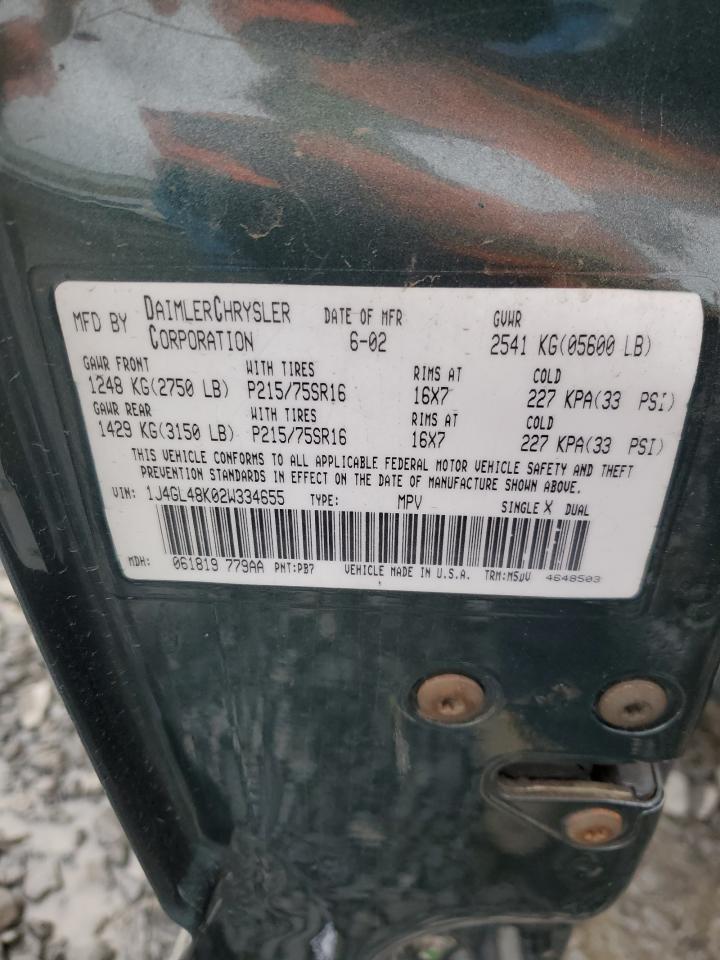 MFD BY DAIMLERCHRYSLER CORPORATION DATE OF MFR 6-02 GVWR 2541 KG(05600 LB)
GAWR FRONT WITH TIRES RIMS AT COLD
1248 KG(2750 LB) P215/75SR16 16X7 227 KPA(33 PSI)
GAWR REAR WITH TIRES RIMS AT COLD
1429 KG(3150 LB) P215/75SR16 16X7 227 KPA(33 PSI)
THIS VEHICLE CONFORMS TO ALL APPLICABLE FEDERAL MOTOR VEHICLE SAFETY AND THEFT
PREVENTION STANDARDS IN EFFECT ON THE DATE OF MANUFACTURE SHOWN ABOVE.
VIN: 1J4GL48K02W334655 TYPE: MPV SINGLE X DUAL
MDH: 061819 779AA PNT:PB7 VEHICLE MADE IN U.S.A. TRM:M5UV 4648503